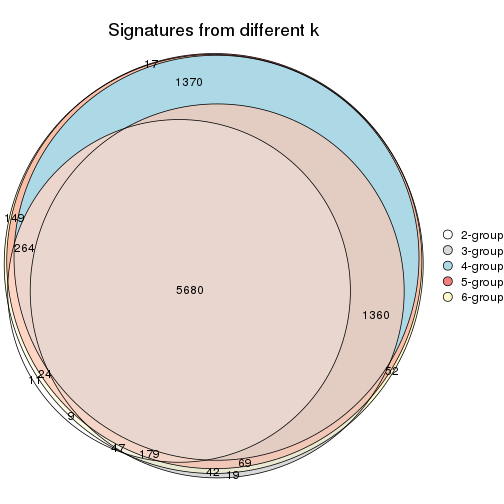 Signatures from different k
17
1370
149
264
5680
1360
52
24
11
9
47
179
69
42
19
2-group
3-group
4-group
5-group
6-group